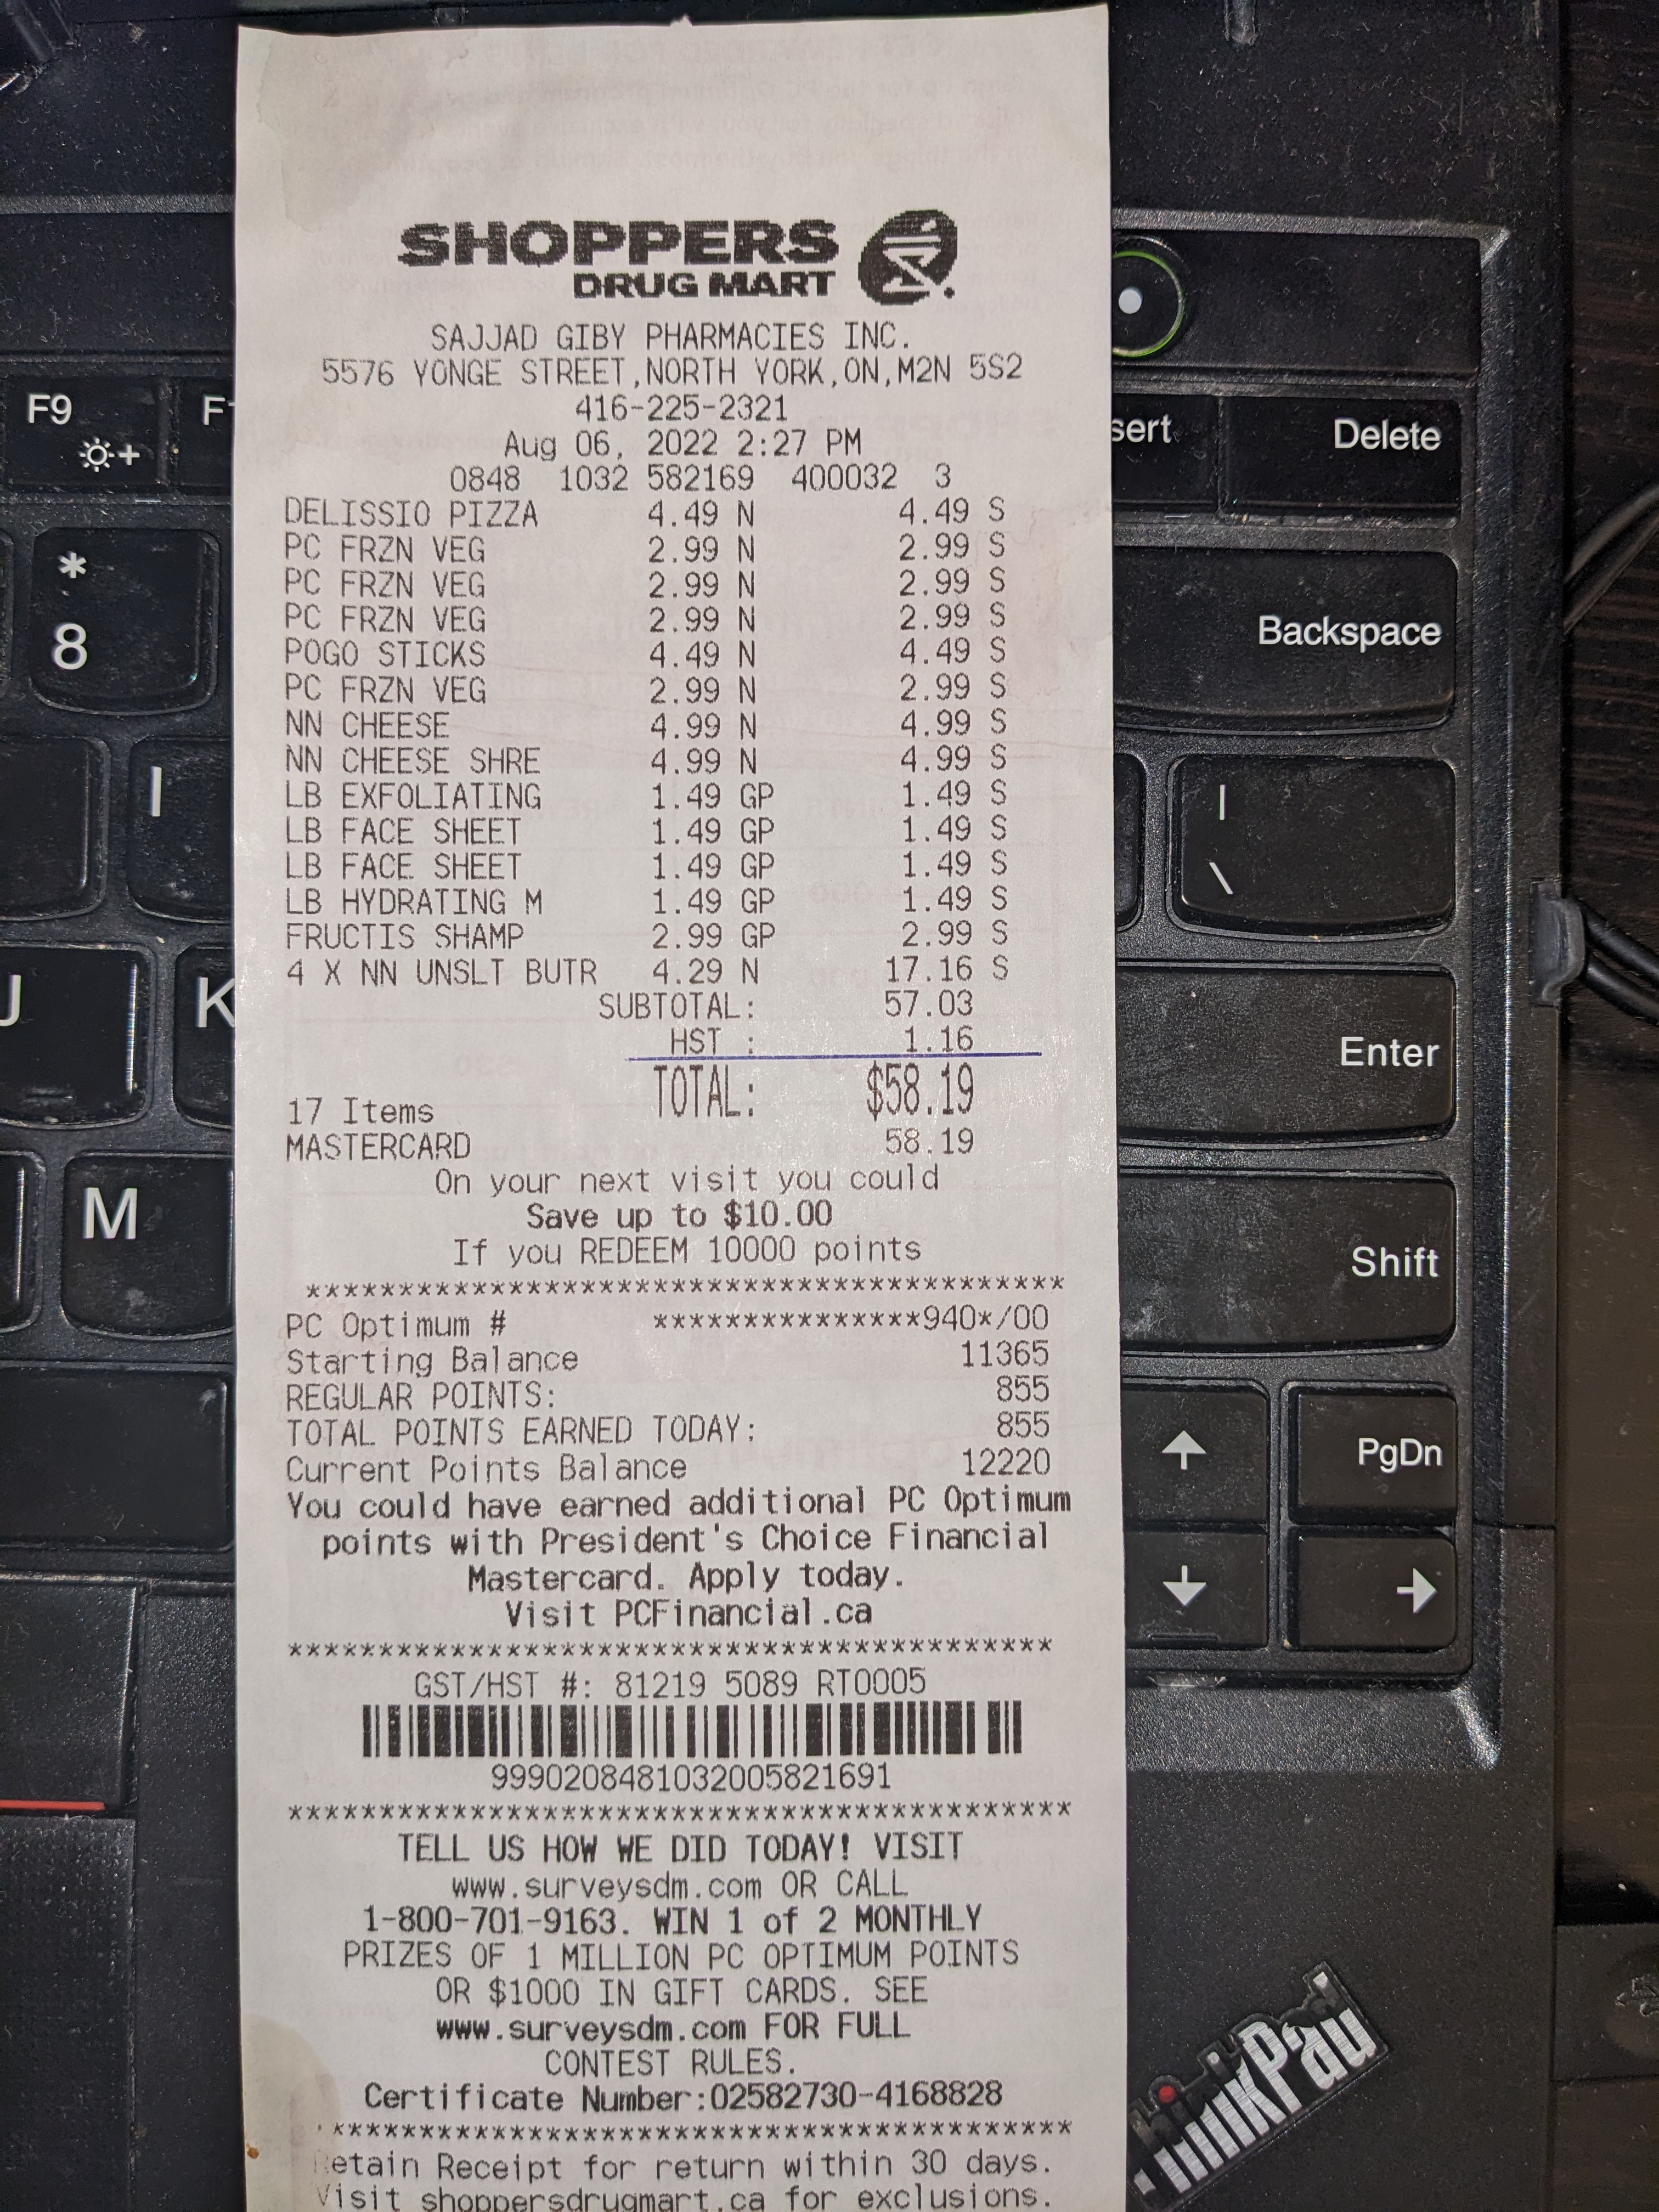 SHOPPERS
DRUG MART
SAJJAD GIBY PHARMACIES INC.
5576 YONGE STREET,NORTH YORK,ON,M2N 5S2
416-225-2321
Aug 06, 2022 2:27 PM
0848 1032 582169 400032 3
DELISSIO PIZZA 4.49 N 4.49 S
PC FRZN VEG 2.99 N 2.99 S
PC FRZN VEG 2.99 N 2.99 S
PC FRZN VEG 2.99 N 2.99 S
POGO STICKS 4.49 N 4.49 S
PC FRZN VEG 2.99 N 2.99 S
NN CHEESE 4.99 N 4.99 S
NN CHEESE SHRE 4.99 N 4.99 S
LB EXFOLIATING 1.49 GP 1.49 S
LB FACE SHEET 1.49 GP 1.49 S
LB FACE SHEET 1.49 GP 1.49 S
LB HYDRATING M 1.49 GP 1.49 S
FRUCTIS SHAMP 2.99 GP 2.99 S
4 X NN UNSLT BUTR 4.29 N 17.16 S
SUBTOTAL: 57.03
HST : 1.16
17 Items TOTAL: $58.19
MASTERCARD 58.19
On your next visit you could
Save up to $10.00
If you REDEEM 10000 points
*****************************************
PC Optimum # ***************940*/00
Starting Balance 11365
REGULAR POINTS: 855
TOTAL POINTS EARNED TODAY: 855
Current Points Balance 12220
You could have earned additional PC Optimum
points with President's Choice Financial
Mastercard. Apply today.
Visit PCFinancial.ca
*****************************************
GST/HST #: 81219 5089 RT0005
9990208481032005821691
*****************************************
TELL US HOW WE DID TODAY! VISIT
www.surveysdm.com OR CALL
1-800-701-9163. WIN 1 of 2 MONTHLY
PRIZES OF 1 MILLION PC OPTIMUM POINTS
OR $1000 IN GIFT CARDS. SEE
www.surveysdm.com FOR FULL
CONTEST RULES.
Certificate Number:02582730-4168828
*****************************************
Retain Receipt for return within 30 days.
Visit shoppersdrugmart.ca for exclusions.
F9
sert
Delete
*
8
Backspace
I
|
\
J
K
Enter
M
Shift
PgDn
ThinkPad